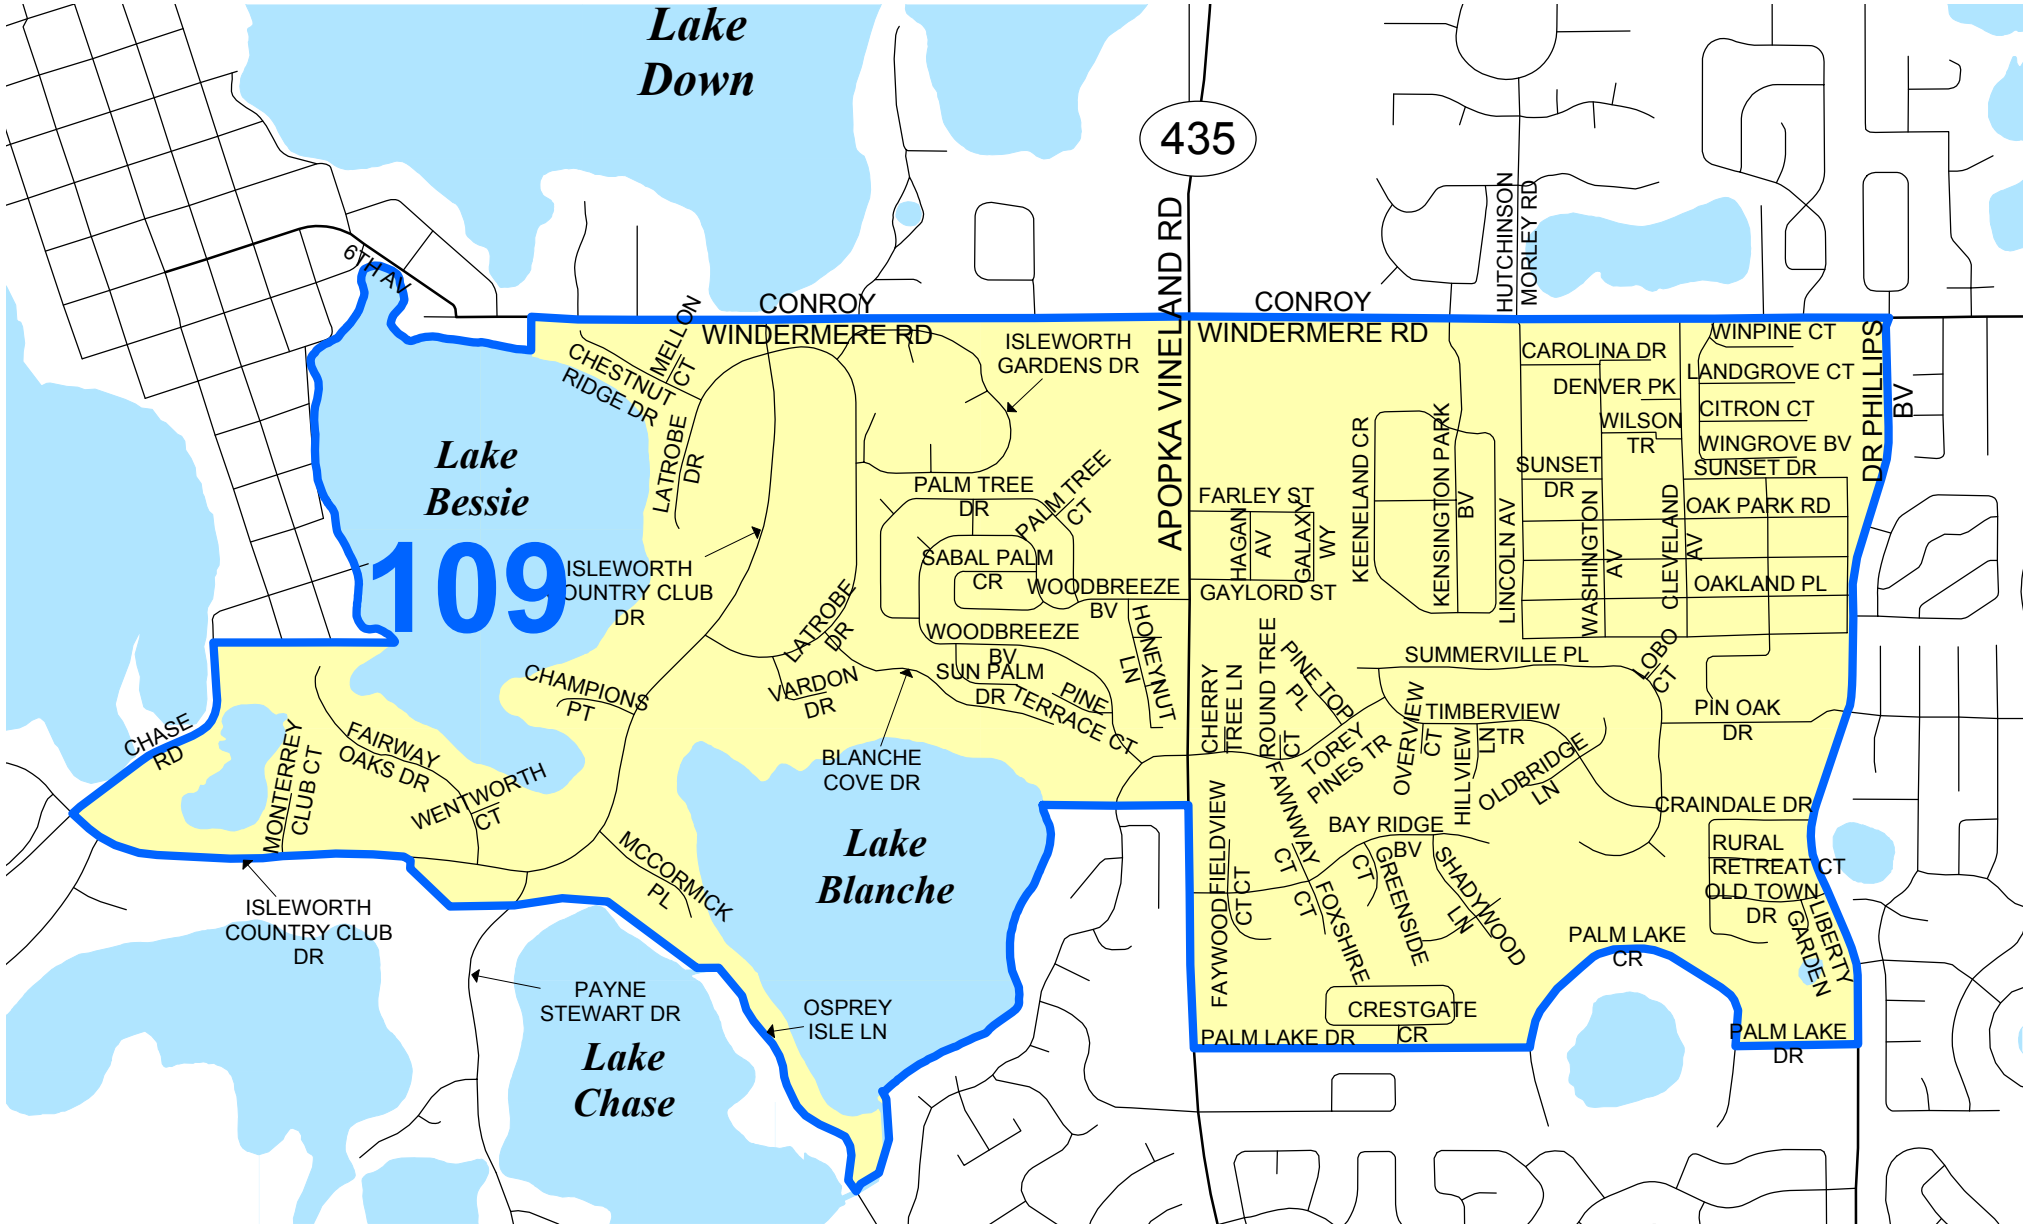 Lake
Down
435
HUTCHINSON
MORLEY RD
6TH AV
CONROY
WINDERMERE RD
CONROY
WINDERMERE RD
APOPKA VINELAND RD
DR PHILLIPS
BV
MELLON
CT
CHESTNUT
RIDGE DR
LATROBE
DR
ISLEWORTH
GARDENS DR
WINPINE CT
CAROLINA DR
LANDGROVE CT
DENVER PK
CITRON CT
WILSON
TR
WINGROVE BV
SUNSET
DR
SUNSET DR
OAK PARK RD
OAKLAND PL
LINCOLN AV
WASHINGTON
AV
CLEVELAND
AV
KEENELAND CR
KENSINGTON PARK
BV
FARLEY ST
HAGAN
AV
GALAXY
WY
GAYLORD ST
Lake
Bessie
109
ISLEWORTH
OUNTRY CLUB
DR
PALM TREE
DR
PALM TREE
CT
SABAL PALM
CR
WOODBREEZE
BV
WOODBREEZE
BV
HONEYNUT
LN
LATROBE
DR
VARDON
DR
SUN PALM
DR
PINE
TERRACE CT
BLANCHE
COVE DR
CHAMPIONS
PT
CHASE
RD
MONTERREY
CLUB CT
FAIRWAY
OAKS DR
WENTWORTH
CT
MCCORMICK
PL
ISLEWORTH
COUNTRY CLUB
DR
PAYNE
STEWART DR
OSPREY
ISLE LN
Lake
Blanche
Lake
Chase
CHERRY
TREE LN
ROUND TREE
CT
PINE TOP
PL
TOREY
PINES TR
SUMMERVILLE PL
LOBO
CT
OVERVIEW
CT
TIMBERVIEW
TR
HILLVIEW
LN
OLDBRIDGE
LN
PIN OAK
DR
CRAINDALE DR
RURAL
RETREAT CT
OLD TOWN
DR
LIBERTY
GARDEN
FAYWOOD
CT
FIELDVIEW
CT
FAWNWAY
CT
FOXSHIRE
CT
BAY RIDGE
BV
GREENSIDE
CT
SHADYWOOD
LN
CRESTGATE
CR
PALM LAKE DR
PALM LAKE
CR
PALM LAKE
DR